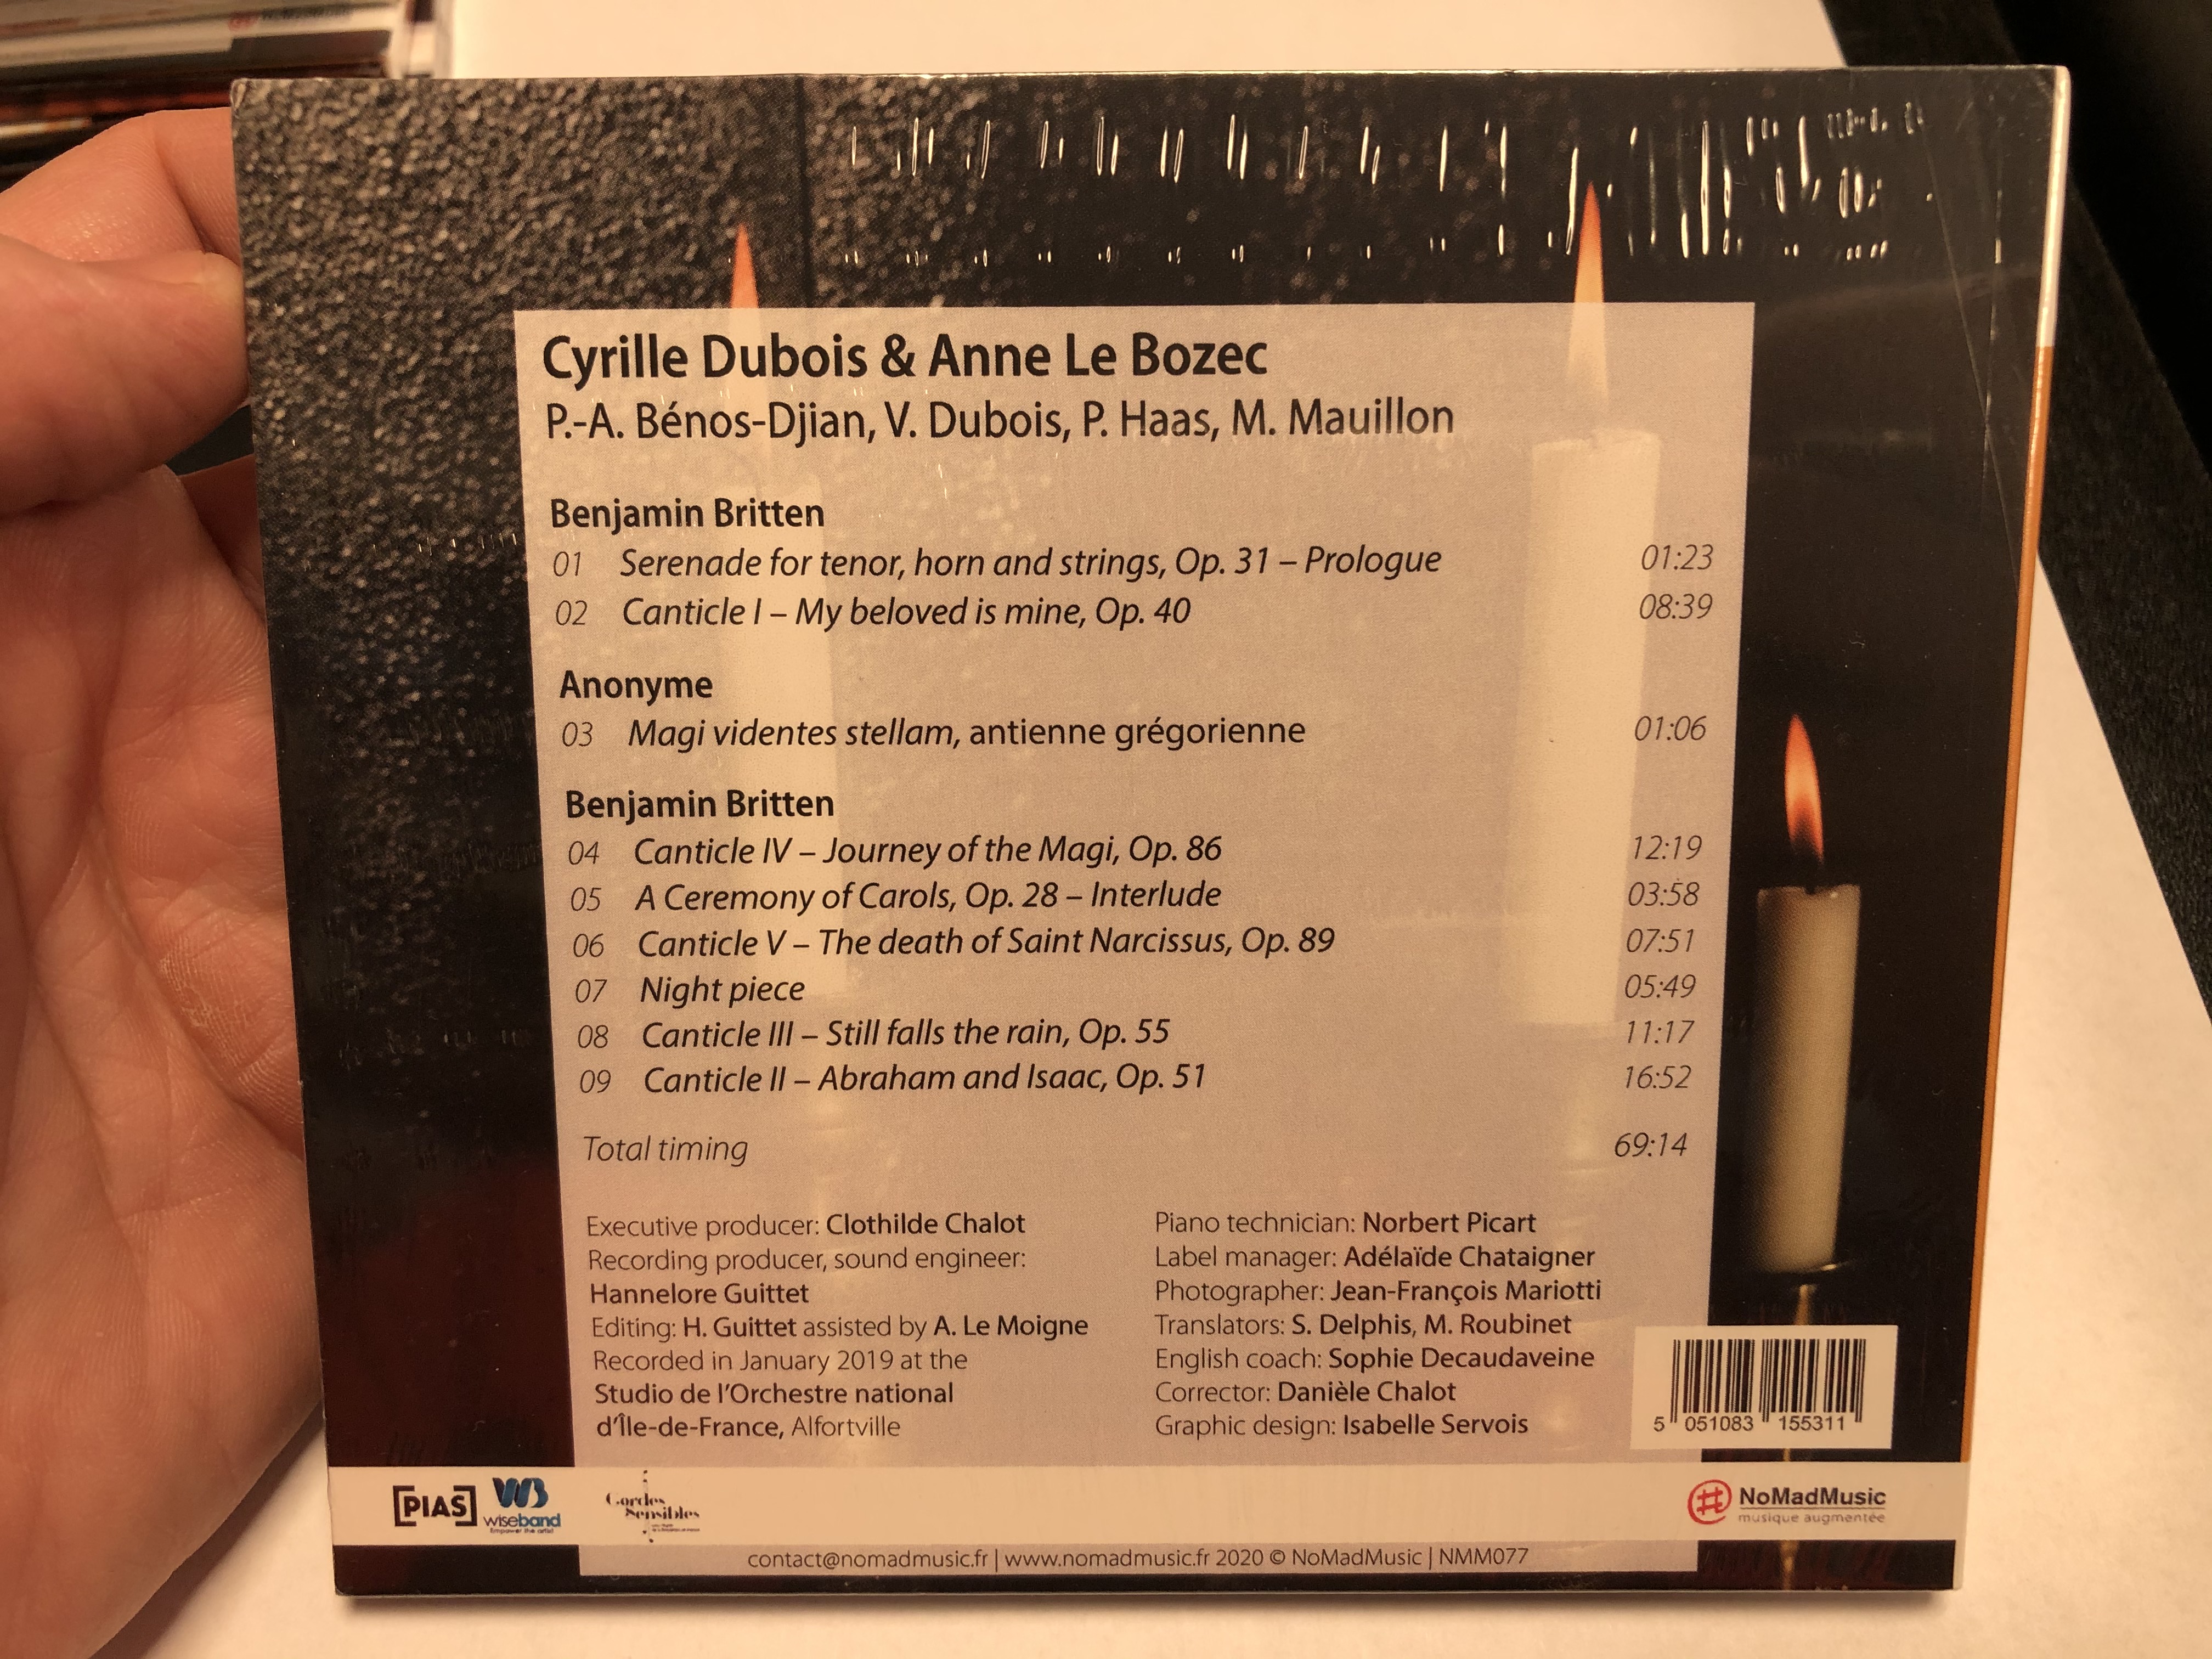 Cyrille Dubois & Anne Le Bozec
P.-A. Bénos-Djian, V. Dubois, P. Haas, M. Mauillon
Benjamin Britten
01 Serenade for tenor, horn and strings, Op. 31 – Prologue 01:23
02 Canticle I – My beloved is mine, Op. 40 08:39
Anonyme
03 Magi videntes stellam, antienne grégorienne 01:06
Benjamin Britten
04 Canticle IV – Journey of the Magi, Op. 86 12:19
05 A Ceremony of Carols, Op. 28 – Interlude 03:58
06 Canticle V – The death of Saint Narcissus, Op. 89 07:51
07 Night piece 05:49
08 Canticle III – Still falls the rain, Op. 55 11:17
09 Canticle II – Abraham and Isaac, Op. 51 16:52
Total timing 69:14
Executive producer: Clothilde Chalot
Recording producer, sound engineer:
Hannelore Guittet
Editing: H. Guittet assisted by A. Le Moigne
Recorded in January 2019 at the
Studio de l'Orchestre national
d'Île-de-France, Alfortville
Piano technician: Norbert Picart
Label manager: Adélaïde Chataigner
Photographer: Jean-François Mariotti
Translators: S. Delphis, M. Roubinet
English coach: Sophie Decaudaveine
Corrector: Danièle Chalot
Graphic design: Isabelle Servois
5 051083 155311
[PIAS]
WB
wiseband
Empower the artist
Cordes
Sensibles
NoMadMusic
musique augmentée
contact@nomadmusic.fr | www.nomadmusic.fr 2020 © NoMadMusic | NMM077